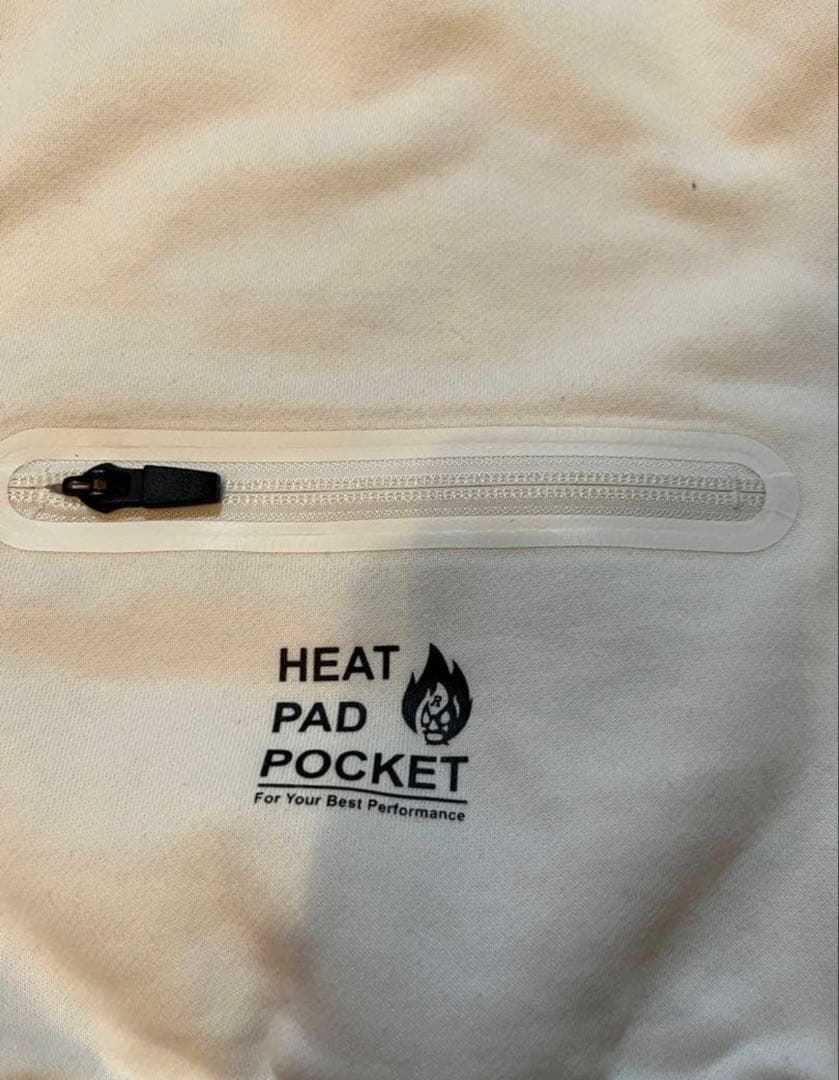 HEAT
PAD
POCKET
For Your Best Performance
R